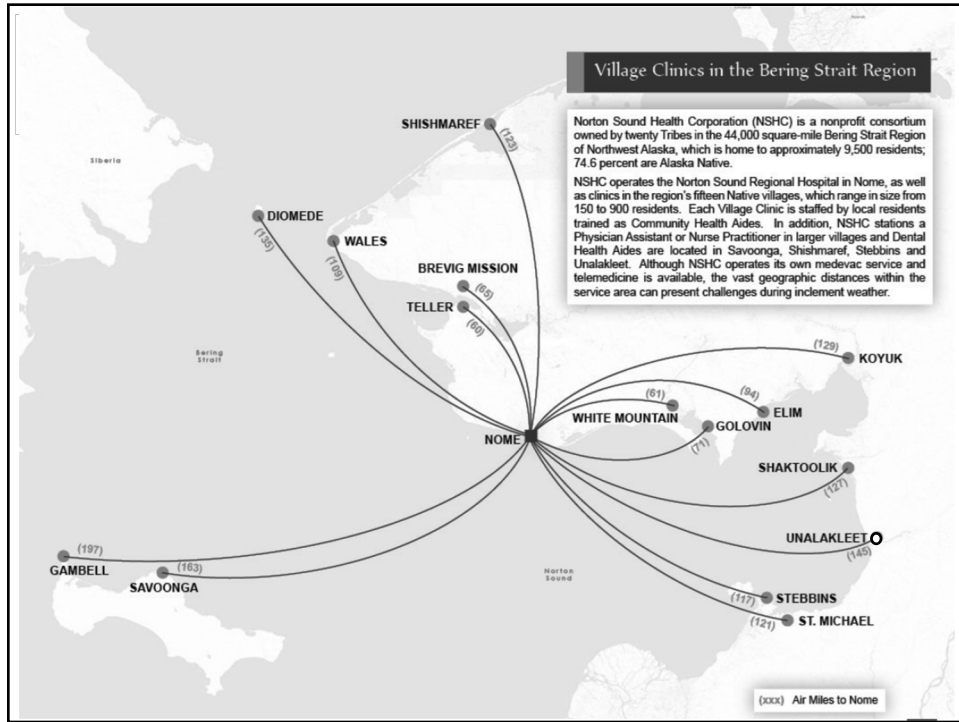 Village Clinics in the Bering Strait Region
Norton Sound Health Corporation (NSHC) is a nonprofit consortium
owned by twenty Tribes in the 44,000 square-mile Bering Strait Region
of Northwest Alaska, which is home to approximately 9,500 residents;
74.6 percent are Alaska Native.
NSHC operates the Norton Sound Regional Hospital in Nome, as well
as clinics in the region's fifteen Native villages, which range in size from
150 to 900 residents. Each Village Clinic is staffed by local residents
trained as Community Health Aides. In addition, NSHC stations a
Physician Assistant or Nurse Practitioner in larger villages and Dental
Health Aides are located in Savoonga, Shishmaref, Stebbins and
Unalakleet. Although NSHC operates its own medevac service and
telemedicine is available, the vast geographic distances within the
service area can present challenges during inclement weather.
SHISHMAREF
(123)
Siberia
DIOMEDE
(135)
WALES
(109)
BREVIG MISSION
(65)
TELLER
(60)
Bering
Strait
(129)
KOYUK
(61)
(94)
WHITE MOUNTAIN
ELIM
GOLOVIN
(71)
NOME
SHAKTOOLIK
(127)
UNALAKLEET
(145)
(197)
GAMBELL
(163)
SAVOONGA
Norton
Sound
(117)
STEBBINS
(121)
ST. MICHAEL
(xxx) Air Miles to Nome